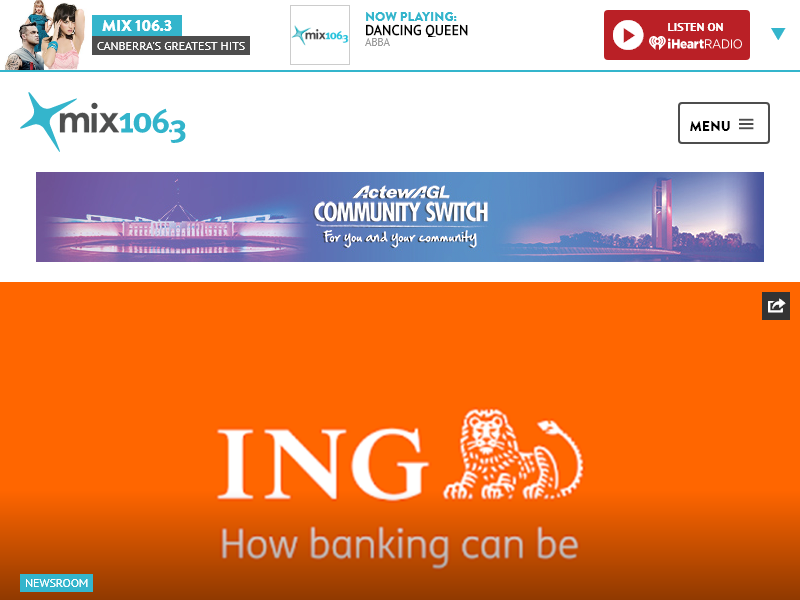 MIX 106.3
CANBERRA'S GREATEST HITS
mix106.3
NOW PLAYING:
DANCING QUEEN
ABBA
LISTEN ON
iHeartRADIO
mix106.3
MENU
ActewAGL
COMMUNITY SWITCH
For you and your community
ING
How banking can be
NEWSROOM